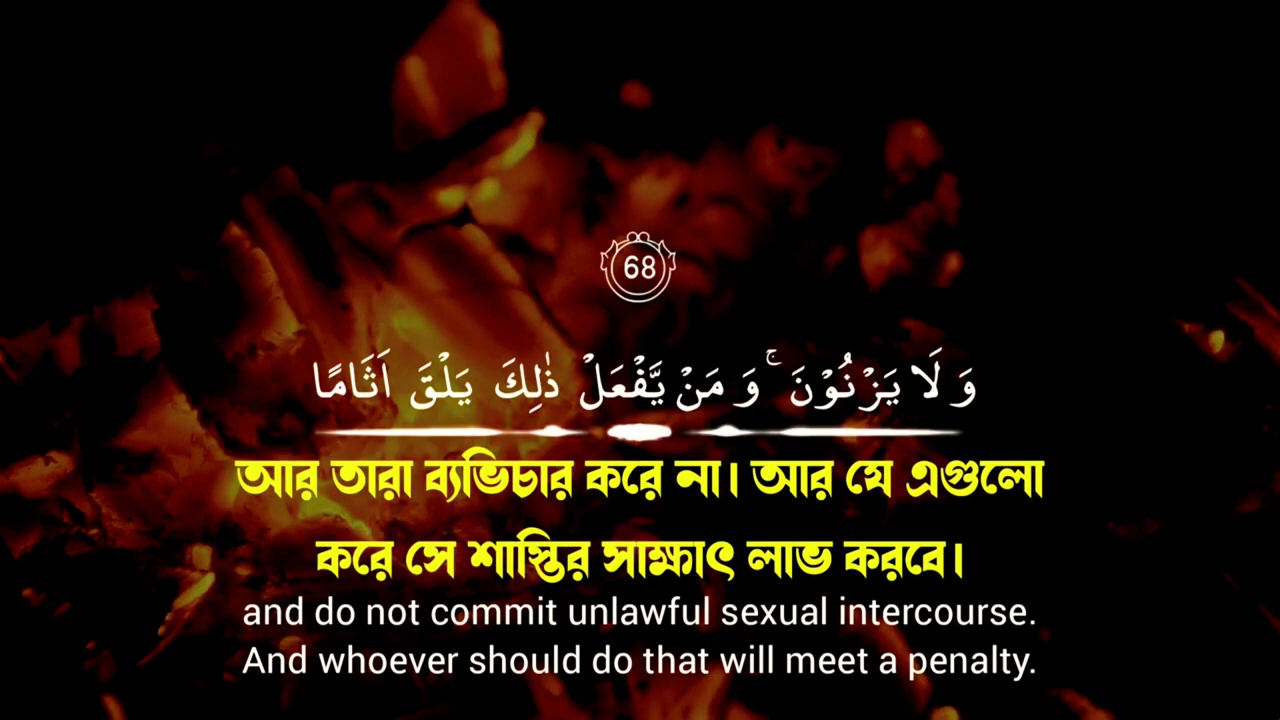 68
وَ لَا يَزْنُوْنَ ۚ وَ مَنْ يَّفْعَلْ ذٰلِكَ يَلْقَ اَثَامًا
আর তারা ব্যভিচার করে না। আর যে এগুলো
করে সে শাস্তির সাক্ষাৎ লাভ করবে।
and do not commit unlawful sexual intercourse.
And whoever should do that will meet a penalty.